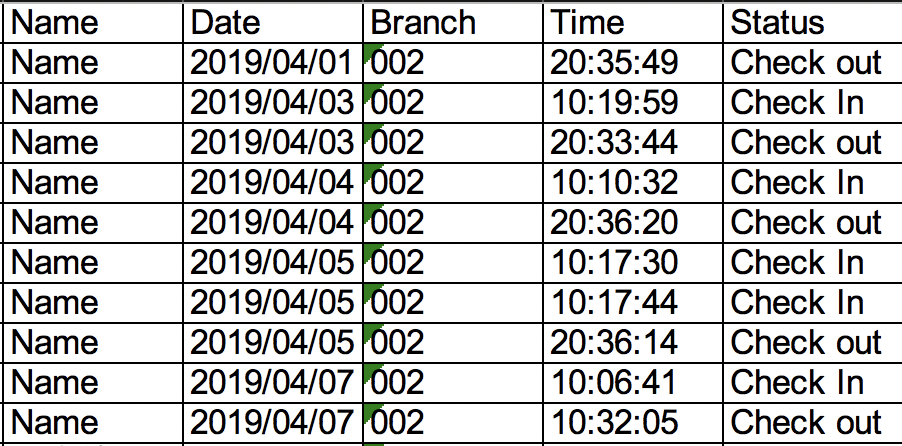 Name Date Branch Time Status
Name 2019/04/01 002 20:35:49 Check out
Name 2019/04/03 002 10:19:59 Check In
Name 2019/04/03 002 20:33:44 Check out
Name 2019/04/04 002 10:10:32 Check In
Name 2019/04/04 002 20:36:20 Check out
Name 2019/04/05 002 10:17:30 Check In
Name 2019/04/05 002 10:17:44 Check In
Name 2019/04/05 002 20:36:14 Check out
Name 2019/04/07 002 10:06:41 Check In
Name 2019/04/07 002 10:32:05 Check out